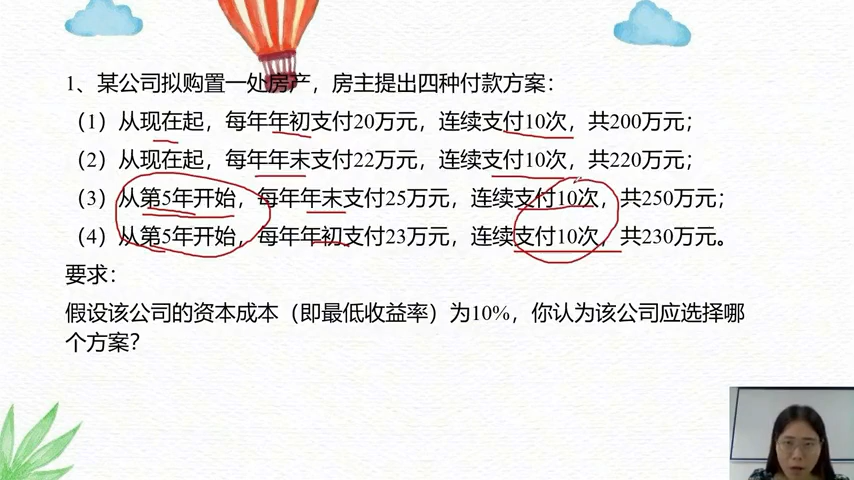 1、某公司拟购置一处房产，房主提出四种付款方案：
（1）从现在起，每年年初支付20万元，连续支付10次，共200万元；
（2）从现在起，每年年末支付22万元，连续支付10次，共220万元；
（3）从第5年开始，每年年末支付25万元，连续支付10次，共250万元；
（4）从第5年开始，每年年初支付23万元，连续支付10次，共230万元。
要求：
假设该公司的资本成本（即最低收益率）为10%，你认为该公司应选择哪
个方案？